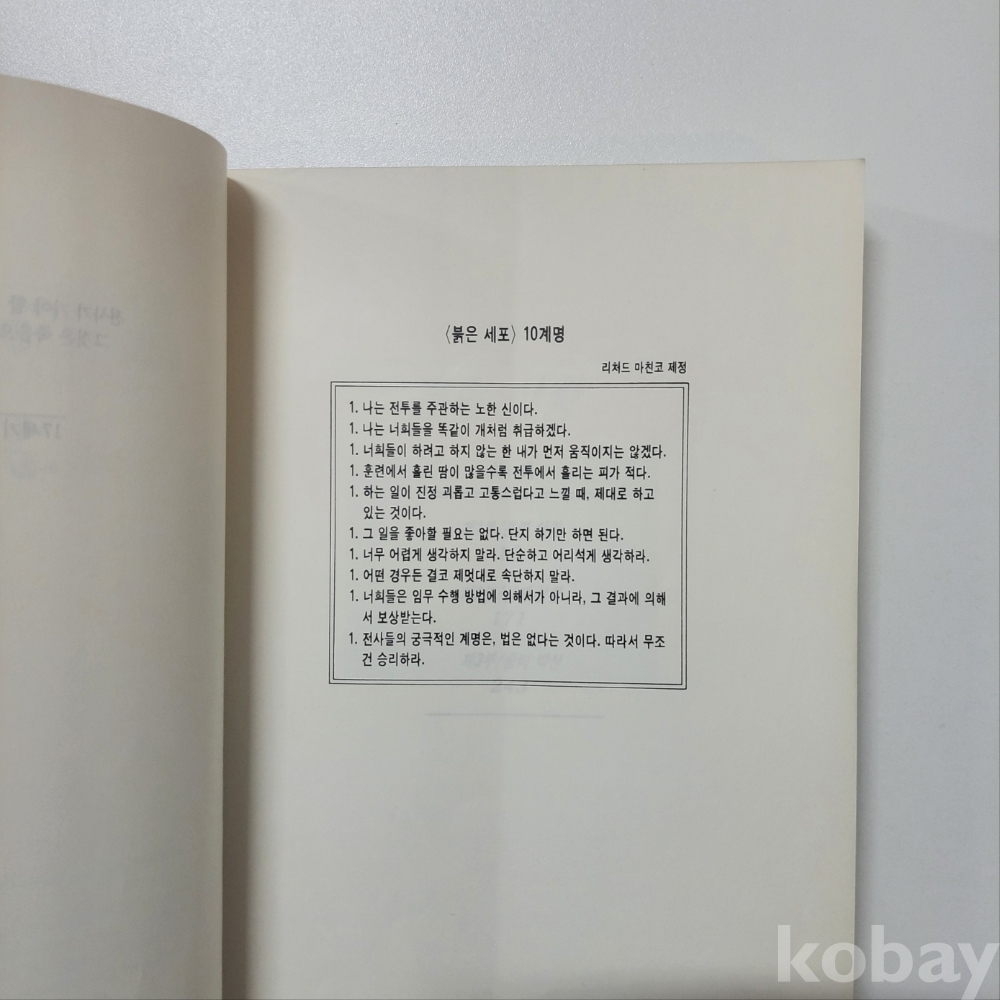 〈붉은 세포〉 10계명
리처드 마친코 제정
1. 나는 전투를 주관하는 노한 신이다.
1. 나는 너희들을 똑같이 개처럼 취급하겠다.
1. 너희들이 하려고 하지 않는 한 내가 먼저 움직이지는 않겠다.
1. 훈련에서 흘린 땀이 많을수록 전투에서 흘리는 피가 적다.
1. 하는 일이 진정 괴롭고 고통스럽다고 느낄 때, 제대로 하고
있는 것이다.
1. 그 일을 좋아할 필요는 없다. 단지 하기만 하면 된다.
1. 너무 어렵게 생각하지 말라. 단순하고 어리석게 생각하라.
1. 어떤 경우든 결코 제멋대로 속단하지 말라.
1. 너희들은 임무 수행 방법에 의해서가 아니라, 그 결과에 의해
서 보상받는다.
1. 전사들의 궁극적인 계명은, 법은 없다는 것이다. 따라서 무조
건 승리하라.
kobay